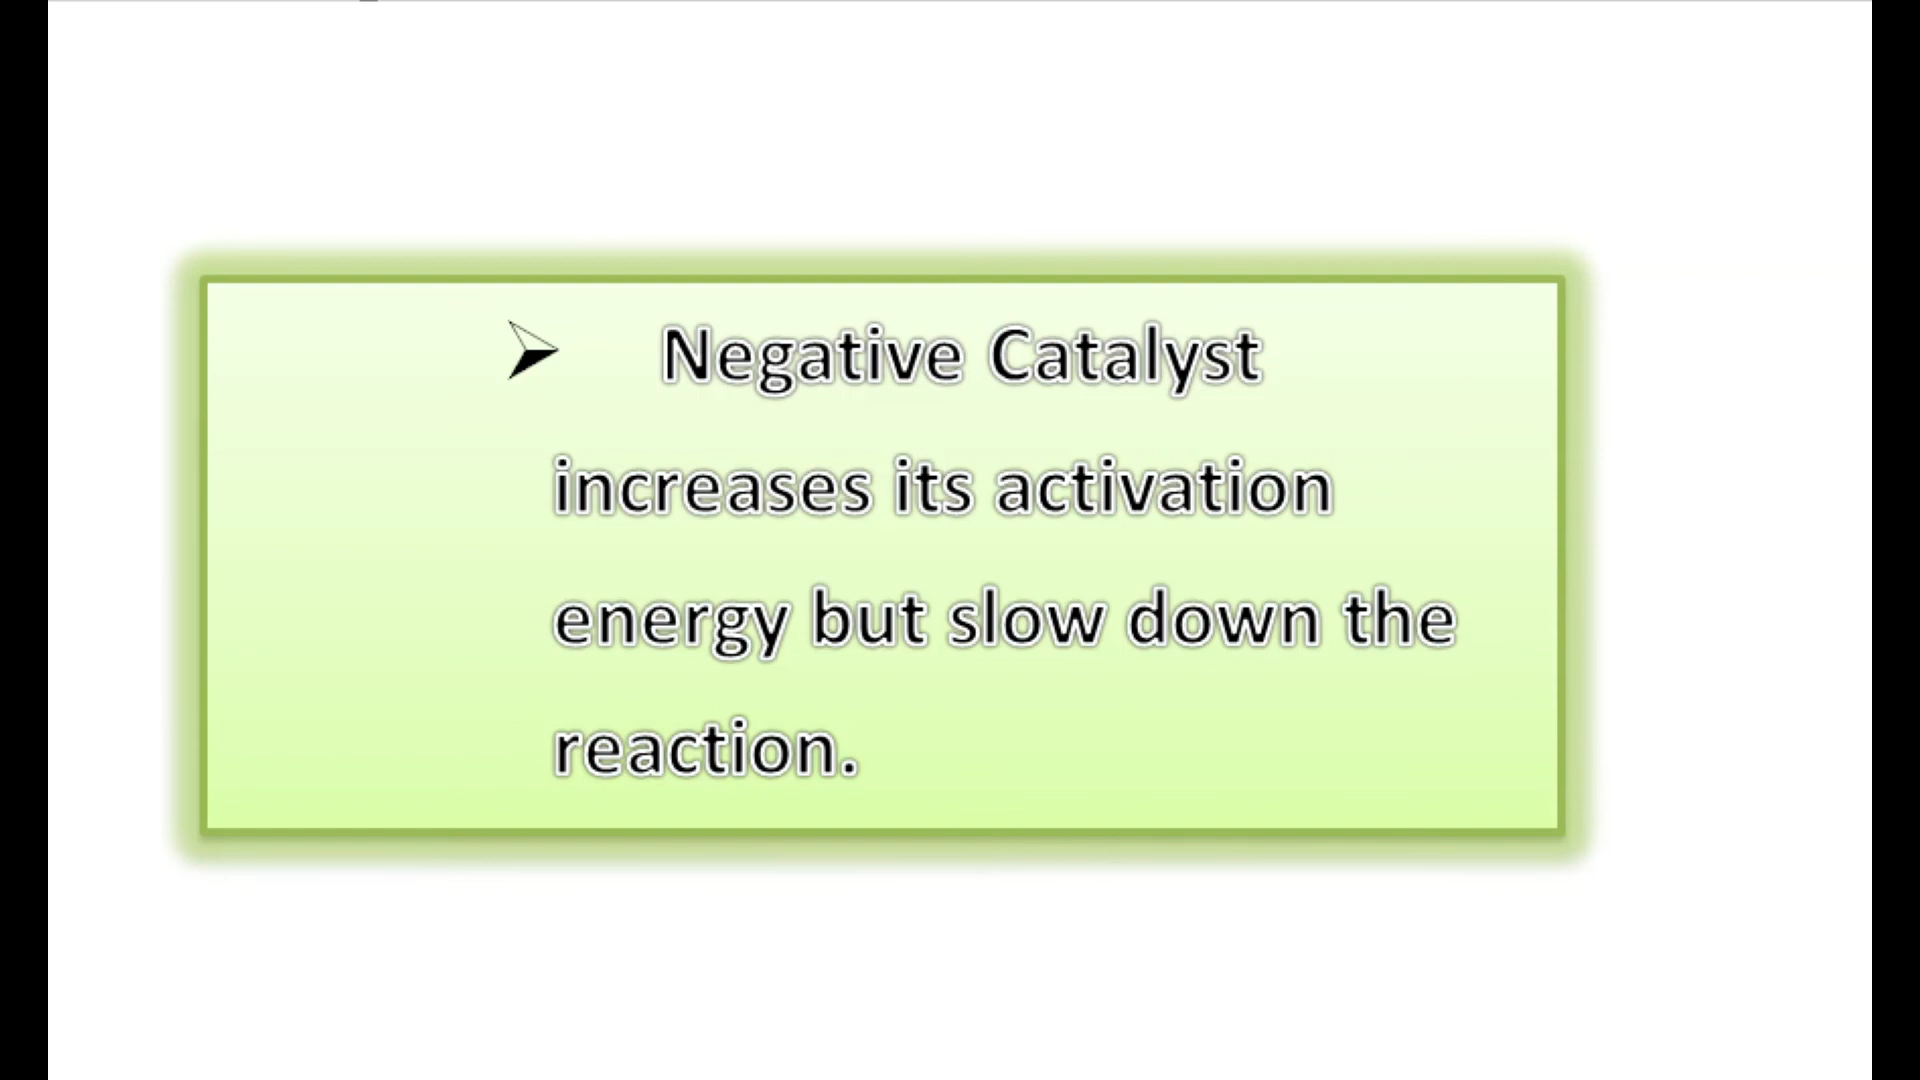 ➢ Negative Catalyst
increases its activation
energy but slow down the
reaction.